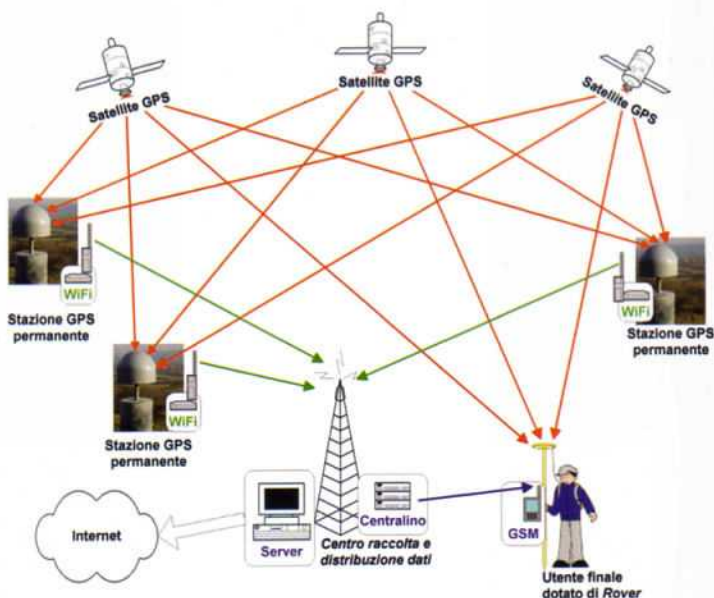 Satellite GPS
Satellite GPS
Satellite GPS
WiFi
Stazione GPS
permanente
WiFi
Stazione GPS
permanente
WiFi
Stazione GPS
permanente
Internet
Server
Centralino
Centro raccolta e
distribuzione dati
GSM
Utente finale
dotato di Rover